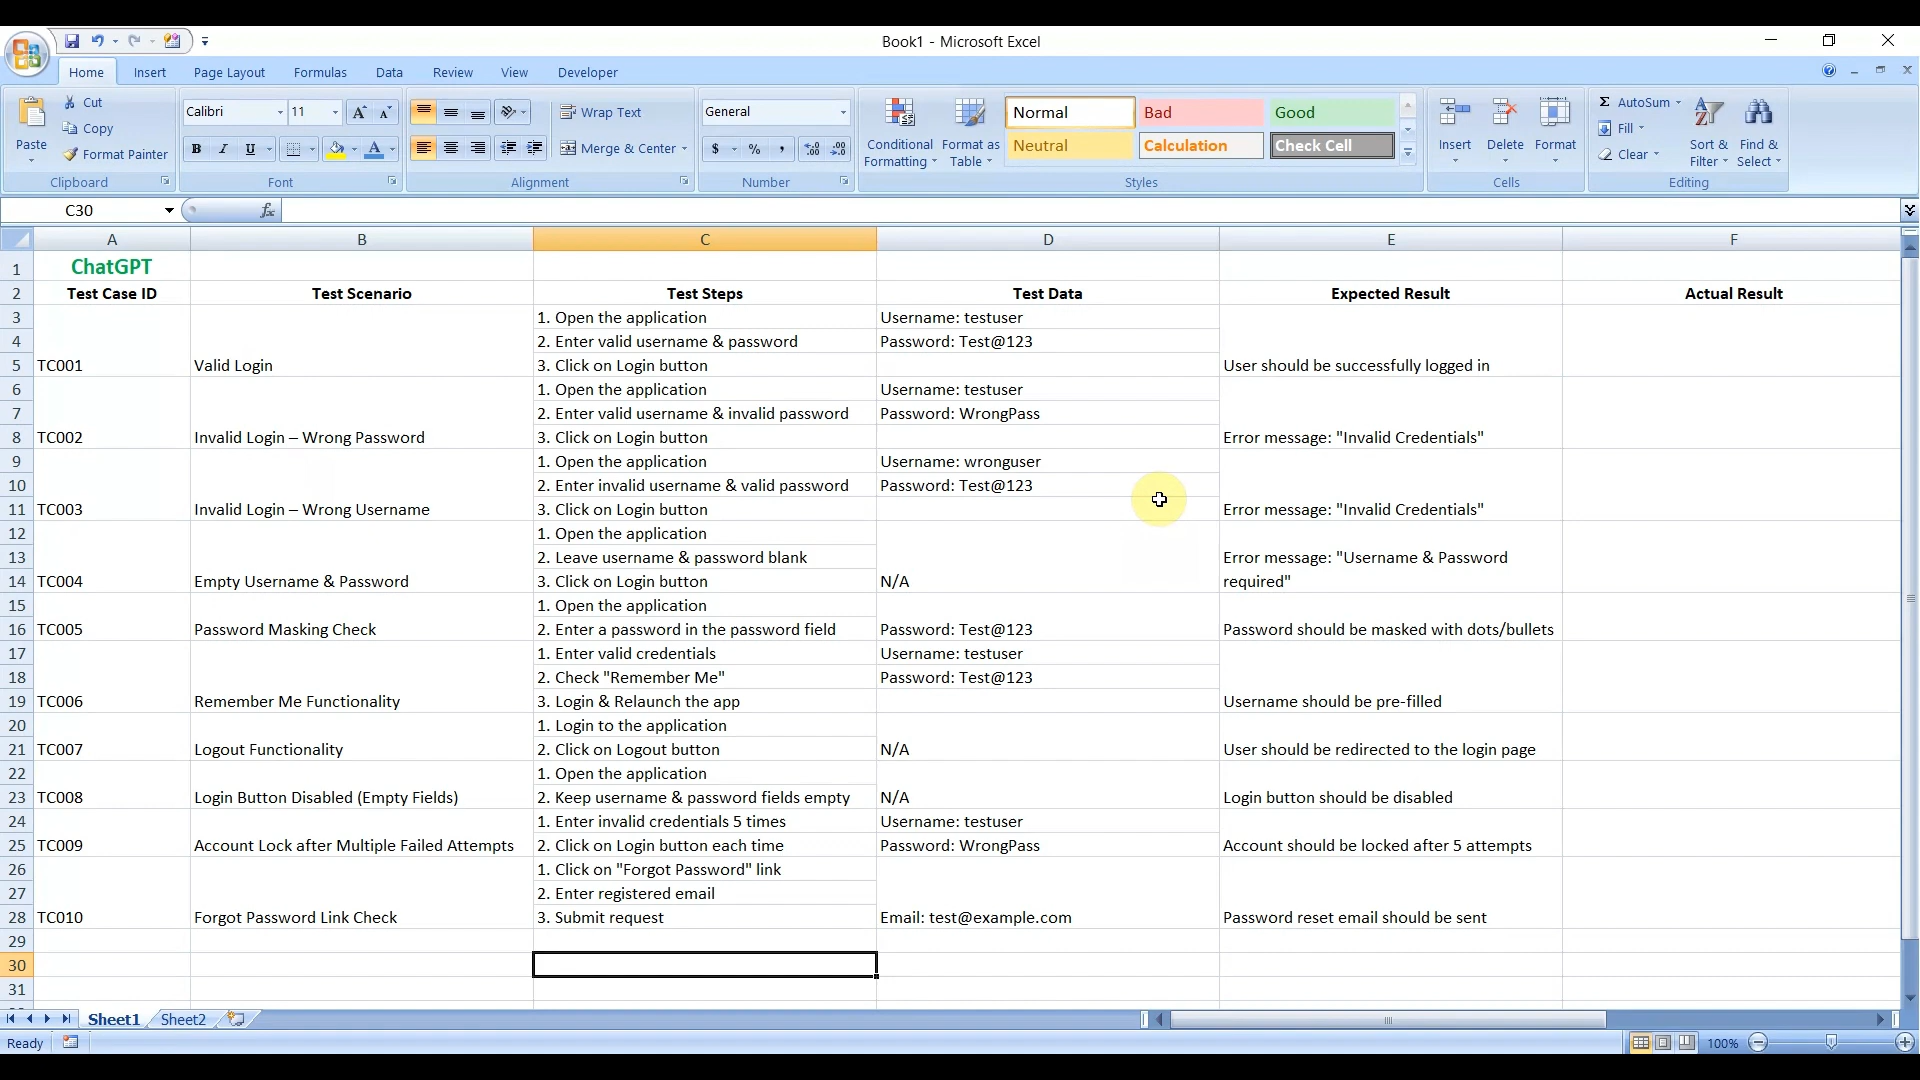 Book1 - Microsoft Excel
Home Insert Page Layout Formulas Data Review View Developer
Paste
Cut
Copy
Format Painter
Clipboard
Calibri 11
B I U
Font
Wrap Text
Merge & Center
Alignment
General
$ % ,
Number
Conditional Formatting
Format as Table
Normal Bad Good
Neutral Calculation Check Cell
Styles
Insert Delete Format
Cells
Σ AutoSum
Fill
Clear
Sort & Filter
Find & Select
Editing
C30 fx
A B C D E F
1 ChatGPT
2 Test Case ID Test Scenario Test Steps Test Data Expected Result Actual Result
3 1. Open the application Username: testuser
4 2. Enter valid username & password Password: Test@123
5 TC001 Valid Login 3. Click on Login button User should be successfully logged in
6 1. Open the application Username: testuser
7 2. Enter valid username & invalid password Password: WrongPass
8 TC002 Invalid Login – Wrong Password 3. Click on Login button Error message: "Invalid Credentials"
9 1. Open the application Username: wronguser
10 2. Enter invalid username & valid password Password: Test@123
11 TC003 Invalid Login – Wrong Username 3. Click on Login button Error message: "Invalid Credentials"
12 1. Open the application
13 2. Leave username & password blank Error message: "Username & Password
14 TC004 Empty Username & Password 3. Click on Login button N/A required"
15 1. Open the application
16 TC005 Password Masking Check 2. Enter a password in the password field Password: Test@123 Password should be masked with dots/bullets
17 1. Enter valid credentials Username: testuser
18 2. Check "Remember Me" Password: Test@123
19 TC006 Remember Me Functionality 3. Login & Relaunch the app Username should be pre-filled
20 1. Login to the application
21 TC007 Logout Functionality 2. Click on Logout button N/A User should be redirected to the login page
22 1. Open the application
23 TC008 Login Button Disabled (Empty Fields) 2. Keep username & password fields empty N/A Login button should be disabled
24 1. Enter invalid credentials 5 times Username: testuser
25 TC009 Account Lock after Multiple Failed Attempts 2. Click on Login button each time Password: WrongPass Account should be locked after 5 attempts
26 1. Click on "Forgot Password" link
27 2. Enter registered email
28 TC010 Forgot Password Link Check 3. Submit request Email: test@example.com Password reset email should be sent
29
30
31
Sheet1 Sheet2
Ready 100%